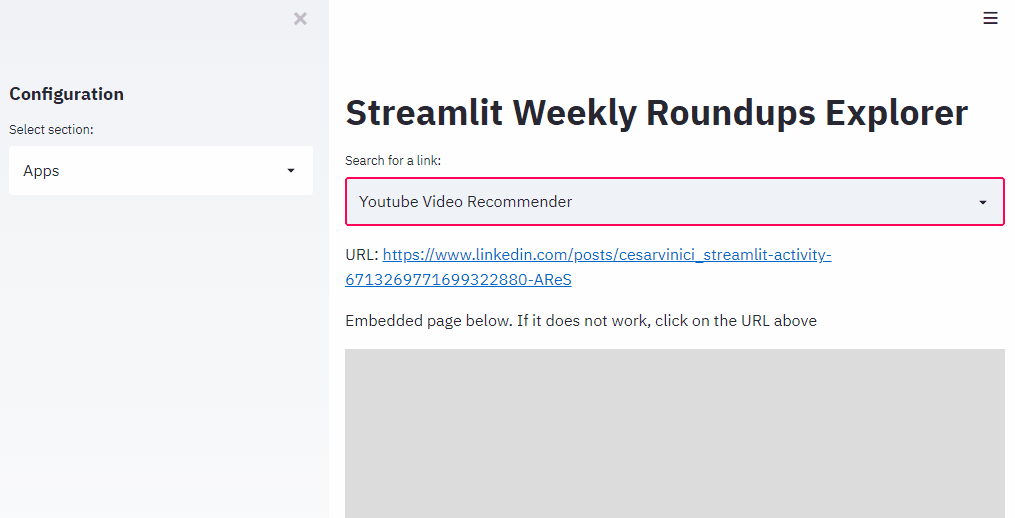 Configuration
Select section:
Apps
Streamlit Weekly Roundups Explorer
Search for a link:
Youtube Video Recommender
URL: https://www.linkedin.com/posts/cesarvinici_streamlit-activity-
6713269771699322880-AReS
Embedded page below. If it does not work, click on the URL above